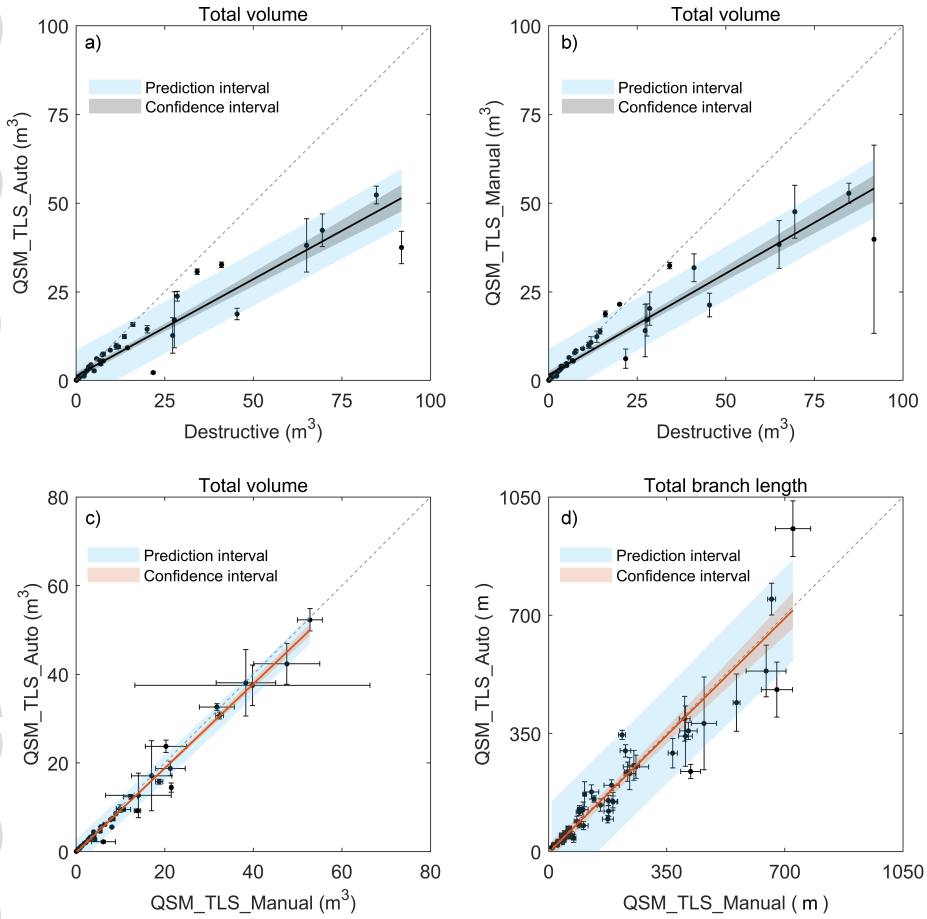 Total volume
a)
Prediction interval
Confidence interval
QSM_TLS_Auto (m³)
100
75
50
25
0
0 25 50 75 100
Destructive (m³)
Total volume
b)
Prediction interval
Confidence interval
QSM_TLS_Manual (m³)
100
75
50
25
0
0 25 50 75 100
Destructive (m³)
Total volume
c)
Prediction interval
Confidence interval
QSM_TLS_Auto (m³)
80
60
40
20
0
0 20 40 60 80
QSM_TLS_Manual (m³)
Total branch length
d)
Prediction interval
Confidence interval
QSM_TLS_Auto ( m )
1050
700
350
0
0 350 700 1050
QSM_TLS_Manual ( m )